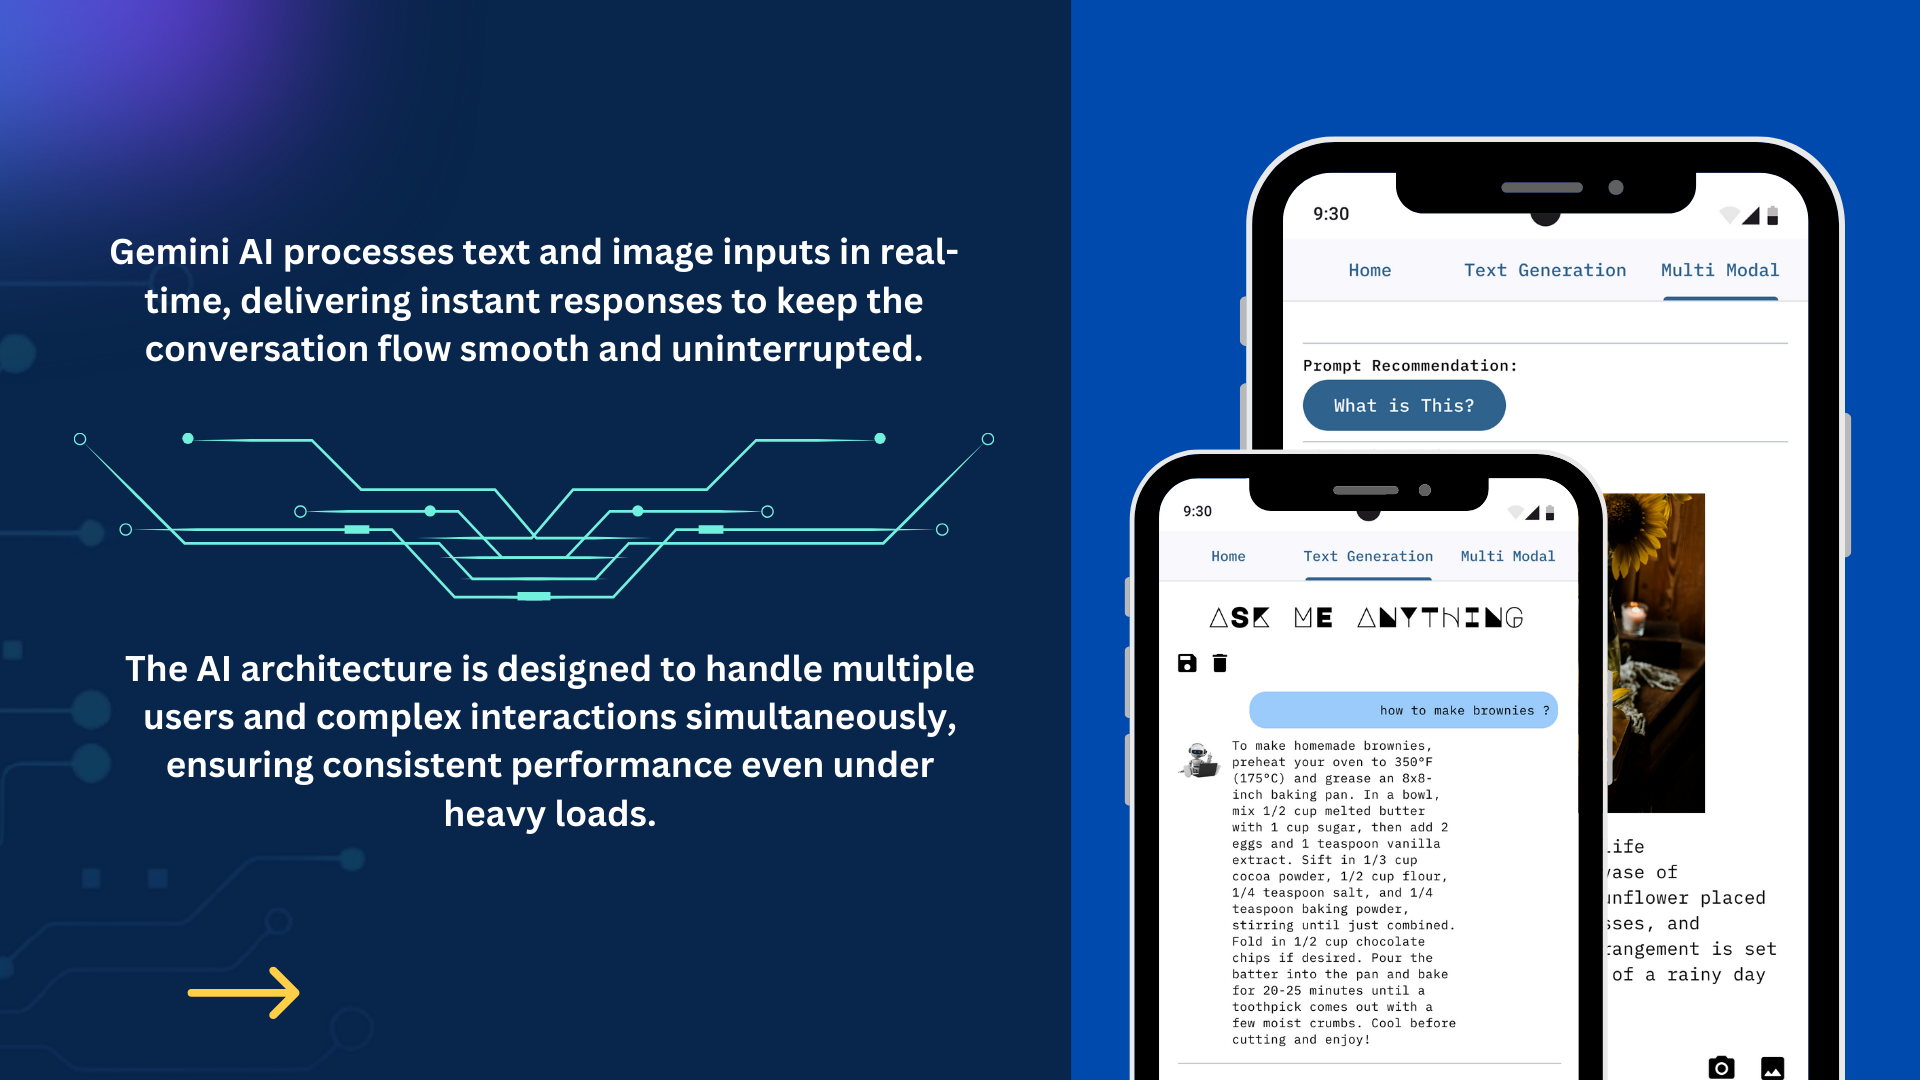 Gemini AI processes text and image inputs in real-
time, delivering instant responses to keep the
conversation flow smooth and uninterrupted.
The AI architecture is designed to handle multiple
users and complex interactions simultaneously,
ensuring consistent performance even under
heavy loads.
9:30
Home Text Generation Multi Modal
Prompt Recommendation:
What is This?
unflower placed
and
is set
of a rainy day
9:30
Home Text Generation Multi Modal
ASK ME ANYTHING
how to make brownies ?
To make homemade brownies,
preheat your oven to 350°F
(175°C) and grease an 8x8-
inch baking pan. In a bowl,
mix 1/2 cup melted butter
with 1 cup sugar, then add 2
eggs and 1 teaspoon vanilla
extract. Sift in 1/3 cup
cocoa powder, 1/2 cup flour,
1/4 teaspoon salt, and 1/4
teaspoon baking powder,
stirring until just combined.
Fold in 1/2 cup chocolate
chips if desired. Pour the
batter into the pan and bake
for 20-25 minutes until a
toothpick comes out with a
few moist crumbs. Cool before
cutting and enjoy!